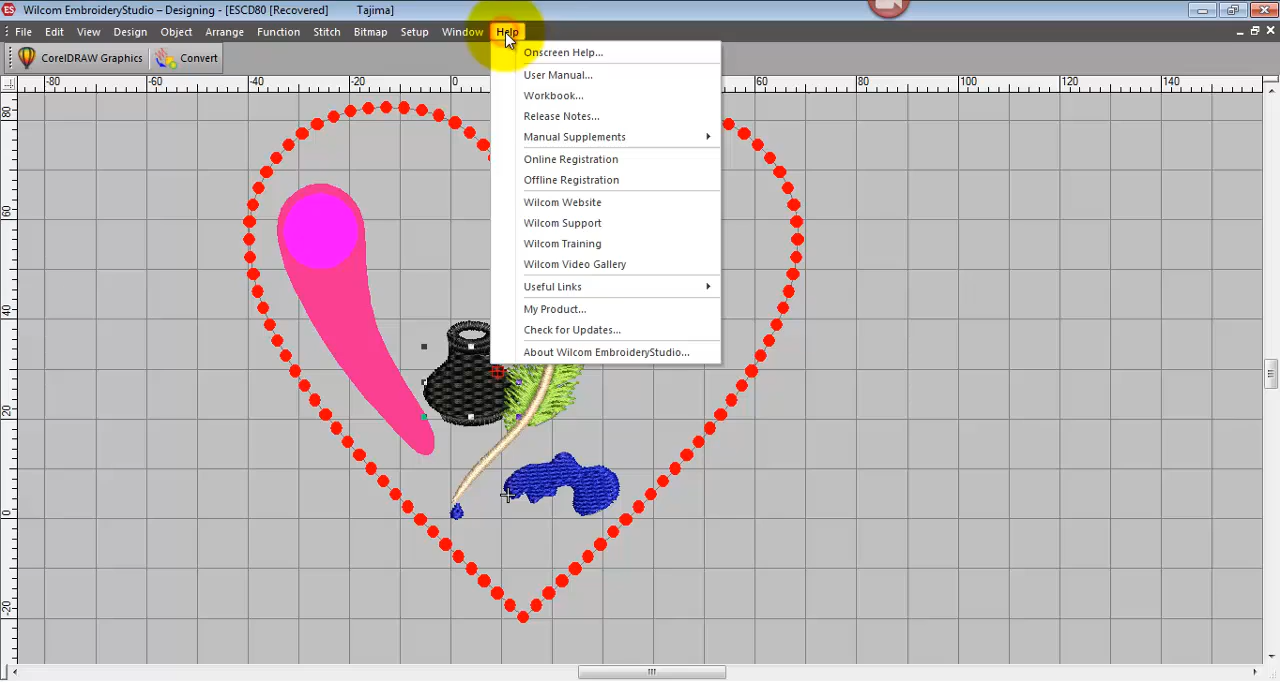 ES Wilcom EmbroideryStudio – Designing - [ESCD80 [Recovered] Tajima]
File Edit View Design Object Arrange Function Stitch Bitmap Setup Window Help
CorelDRAW Graphics Convert
-80 -60 -40 -20 0 60 80 100 120 140
80
60
40
20
0
-20
Onscreen Help...
User Manual...
Workbook...
Release Notes...
Manual Supplements
Online Registration
Offline Registration
Wilcom Website
Wilcom Support
Wilcom Training
Wilcom Video Gallery
Useful Links
My Product...
Check for Updates...
About Wilcom EmbroideryStudio...